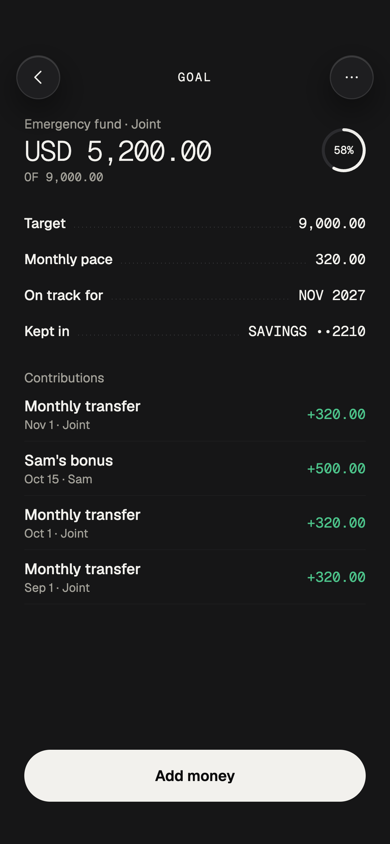 GOAL
Emergency fund · Joint
USD 5,200.00
58%
OF 9,000.00
Target 9,000.00
Monthly pace 320.00
On track for NOV 2027
Kept in SAVINGS ••2210
Contributions
Monthly transfer
+320.00
Nov 1 · Joint
Sam's bonus
+500.00
Oct 15 · Sam
Monthly transfer
+320.00
Oct 1 · Joint
Monthly transfer
+320.00
Sep 1 · Joint
Add money